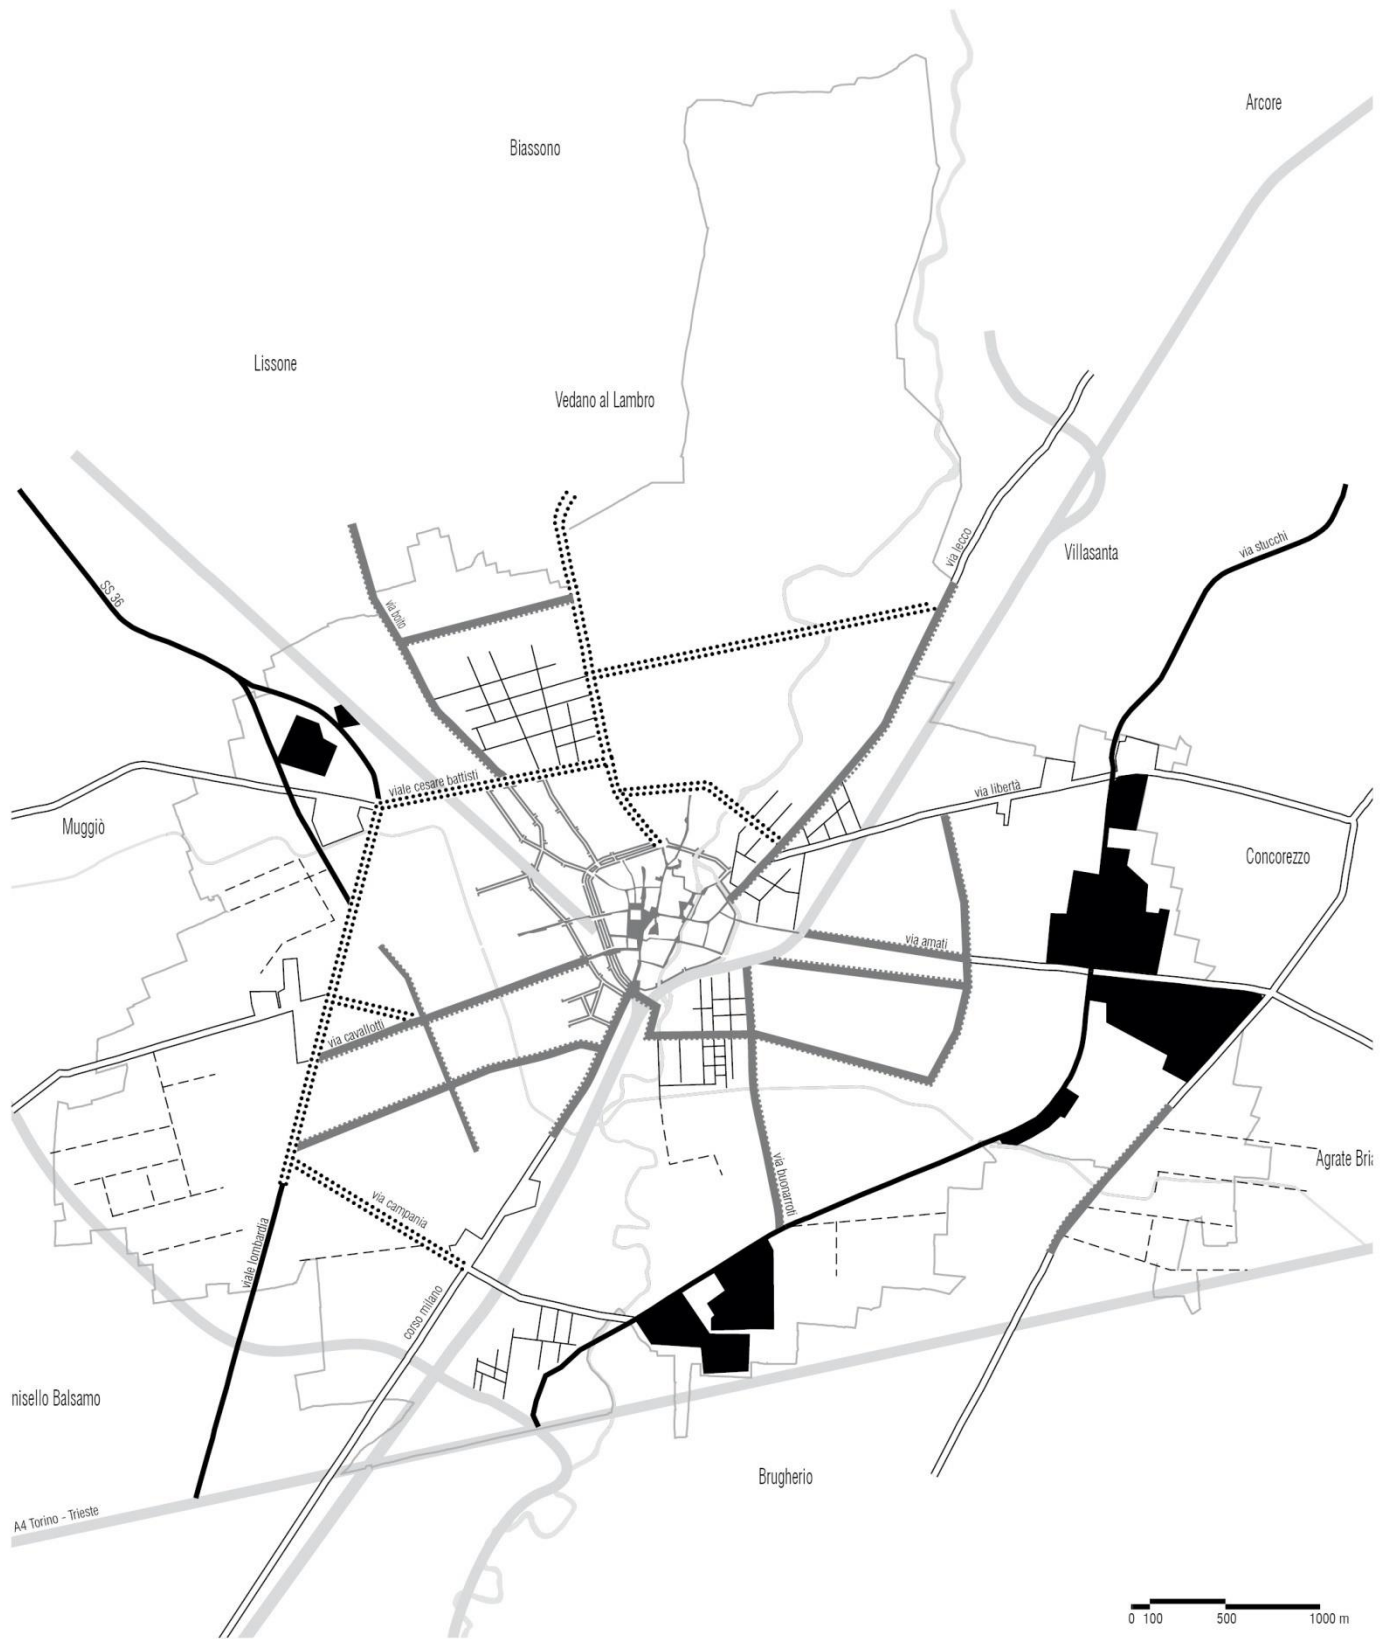 Arcore
Biassono
Lissone
Vedano al Lambro
via lecco
Villasanta
via stucchi
SS 36
via boito
viale cesare battisti
via libertà
Muggiò
Concorezzo
via amati
via cavallotti
Agrate Bria
via buonarroti
via campania
viale lombardia
corso milano
nisello Balsamo
Brugherio
A4 Torino - Trieste
0 100 500 1000 m